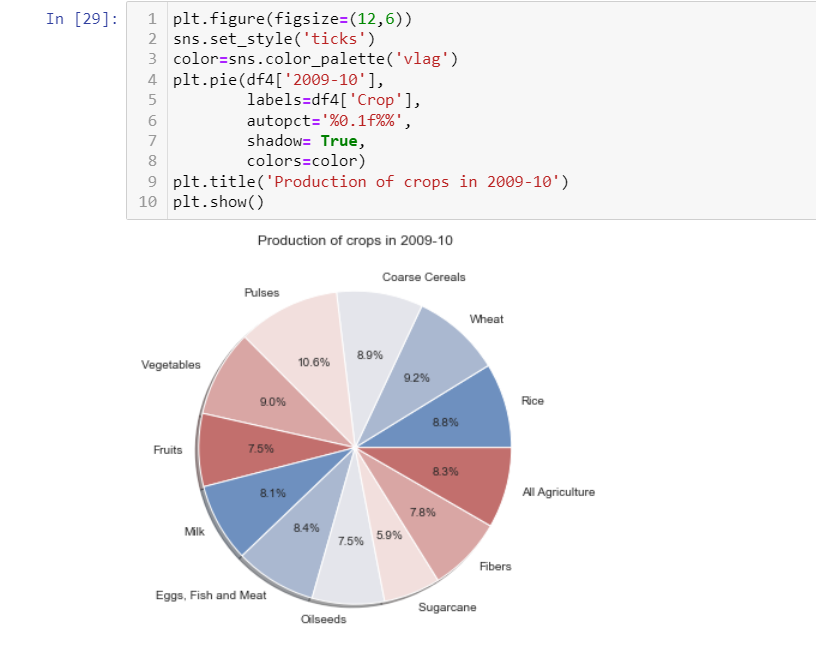 In [29]:
1 plt.figure(figsize=(12,6))
2 sns.set_style('ticks')
3 color=sns.color_palette('vlag')
4 plt.pie(df4['2009-10'],
5         labels=df4['Crop'],
6         autopct='%0.1f%%',
7         shadow= True,
8         colors=color)
9 plt.title('Production of crops in 2009-10')
10 plt.show()
Production of crops in 2009-10
Coarse Cereals
Pulses
Wheat
8.9%
10.6%
Vegetables
9.2%
Rice
9.0%
8.8%
Fruits
7.5%
8.3%
8.1%
All Agriculture
7.8%
8.4%
Milk
5.9%
7.5%
Fibers
Eggs, Fish and Meat
Sugarcane
Oilseeds